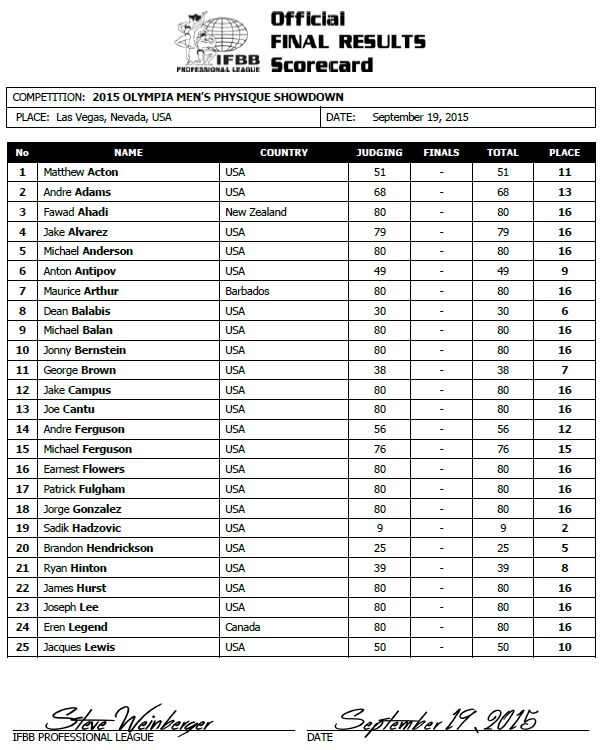 IFBB
PROFESSIONAL LEAGUE
Official
FINAL RESULTS
Scorecard
COMPETITION: 2015 OLYMPIA MEN'S PHYSIQUE SHOWDOWN
PLACE: Las Vegas, Nevada, USA DATE: September 19, 2015
No NAME COUNTRY JUDGING FINALS TOTAL PLACE
1 Matthew Acton USA 51 - 51 11
2 Andre Adams USA 68 - 68 13
3 Fawad Ahadi New Zealand 80 - 80 16
4 Jake Alvarez USA 79 - 79 16
5 Michael Anderson USA 80 - 80 16
6 Anton Antipov USA 49 - 49 9
7 Maurice Arthur Barbados 80 - 80 16
8 Dean Balabis USA 30 - 30 6
9 Michael Balan USA 80 - 80 16
10 Jonny Bernstein USA 80 - 80 16
11 George Brown USA 38 - 38 7
12 Jake Campus USA 80 - 80 16
13 Joe Cantu USA 80 - 80 16
14 Andre Ferguson USA 56 - 56 12
15 Michael Ferguson USA 76 - 76 15
16 Earnest Flowers USA 80 - 80 16
17 Patrick Fulgham USA 80 - 80 16
18 Jorge Gonzalez USA 80 - 80 16
19 Sadik Hadzovic USA 9 - 9 2
20 Brandon Hendrickson USA 25 - 25 5
21 Ryan Hinton USA 39 - 39 8
22 James Hurst USA 80 - 80 16
23 Joseph Lee USA 80 - 80 16
24 Eren Legend Canada 80 - 80 16
25 Jacques Lewis USA 50 - 50 10
Steve Weinberger September 19, 2015
IFBB PROFESSIONAL LEAGUE DATE